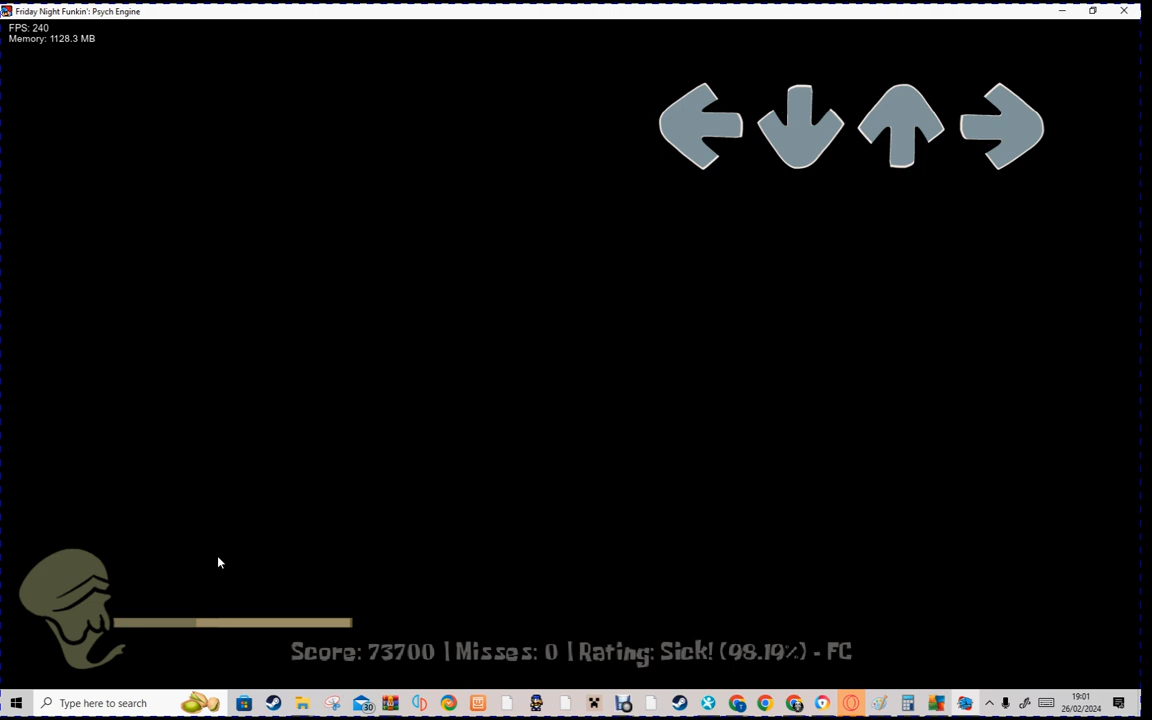 Friday Night Funkin': Psych Engine
FPS: 240
Memory: 1128.3 MB
Score: 73700 | Misses: 0 | Rating: Sick! (98.19%) - FC
Type here to search
30
19:01
26/02/2024